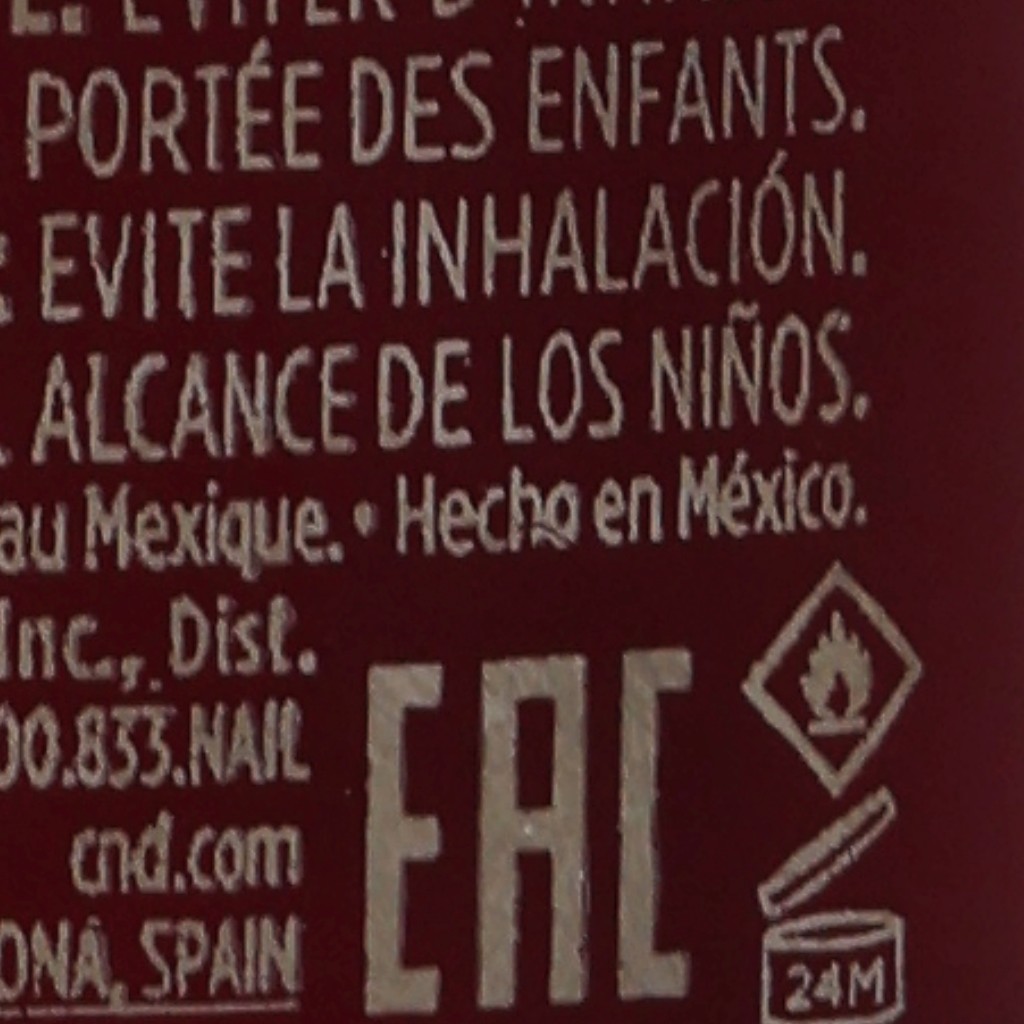 EVITER D'
PORTÉE DES ENFANTS.
EVITE LA INHALACIÓN.
ALCANCE DE LOS NIÑOS.
au Mexique. • Hecho en México.
Inc., Dist.
00.833.NAIL
cnd.com
ONA, SPAIN
EAC
24M